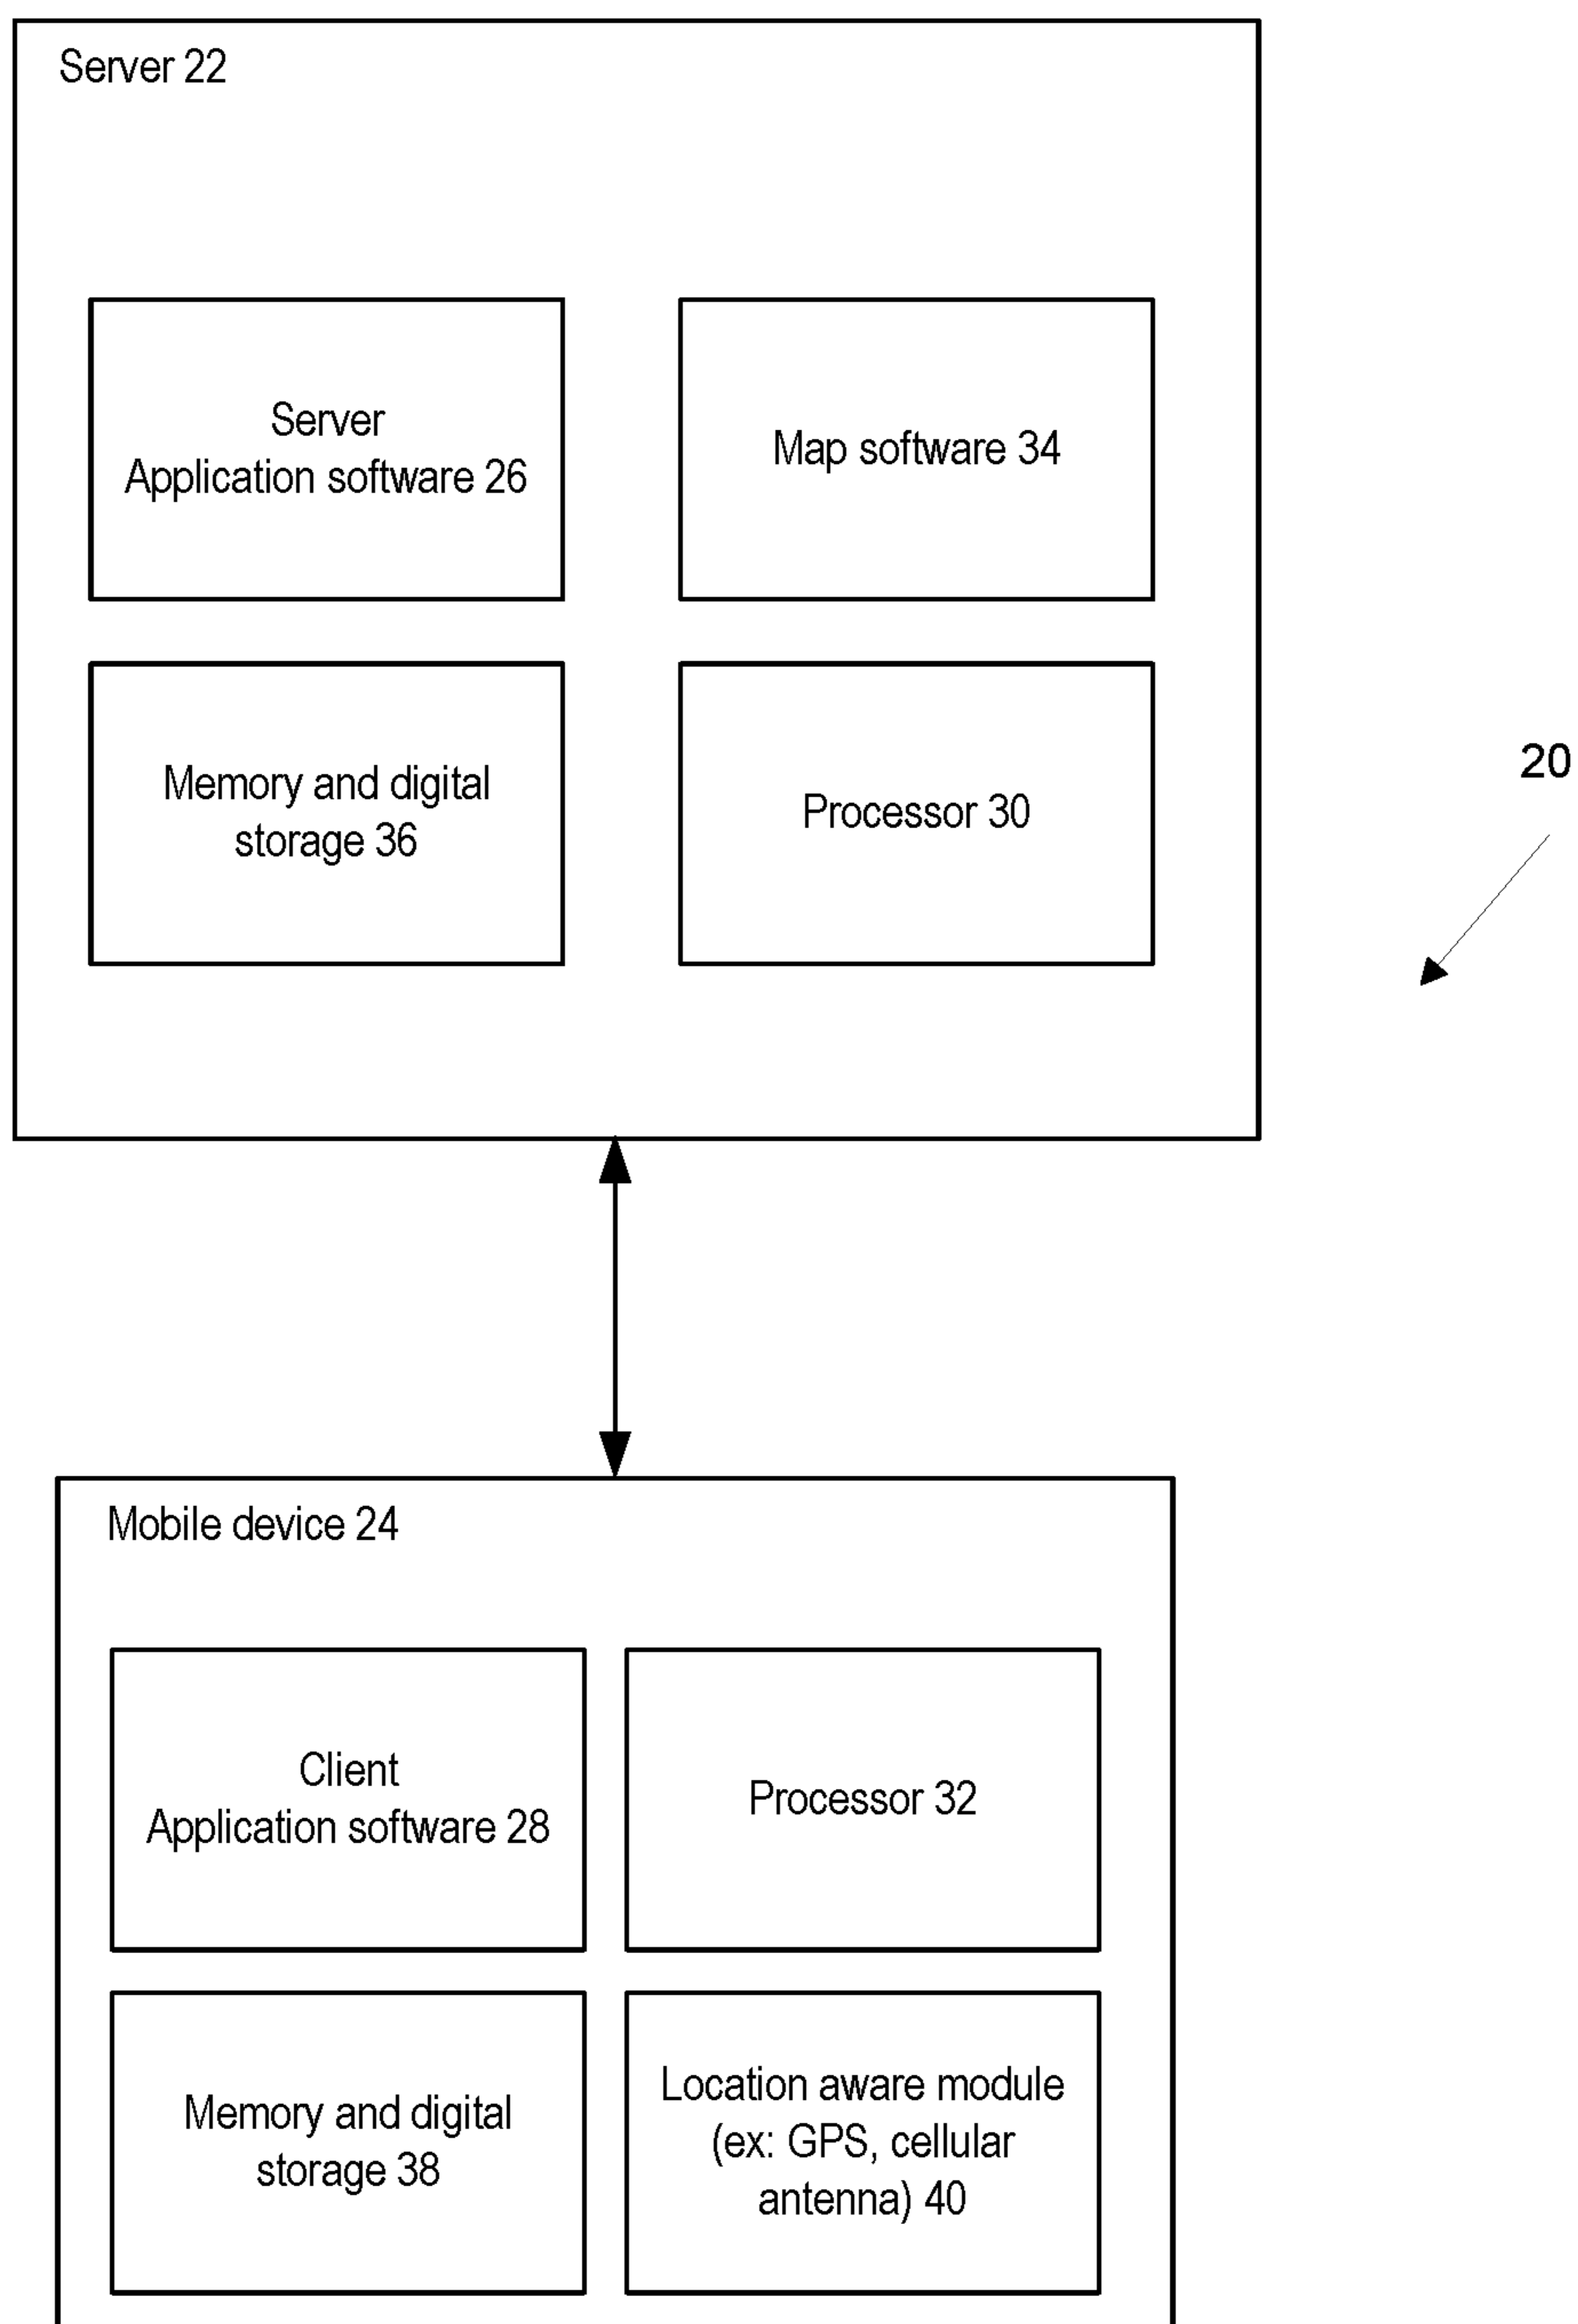 Server 22
Server
Application software 26
Map software 34
Memory and digital
storage 36
Processor 30
20
Mobile device 24
Client
Application software 28
Processor 32
Memory and digital
storage 38
Location aware module
(ex: GPS, cellular
antenna) 40